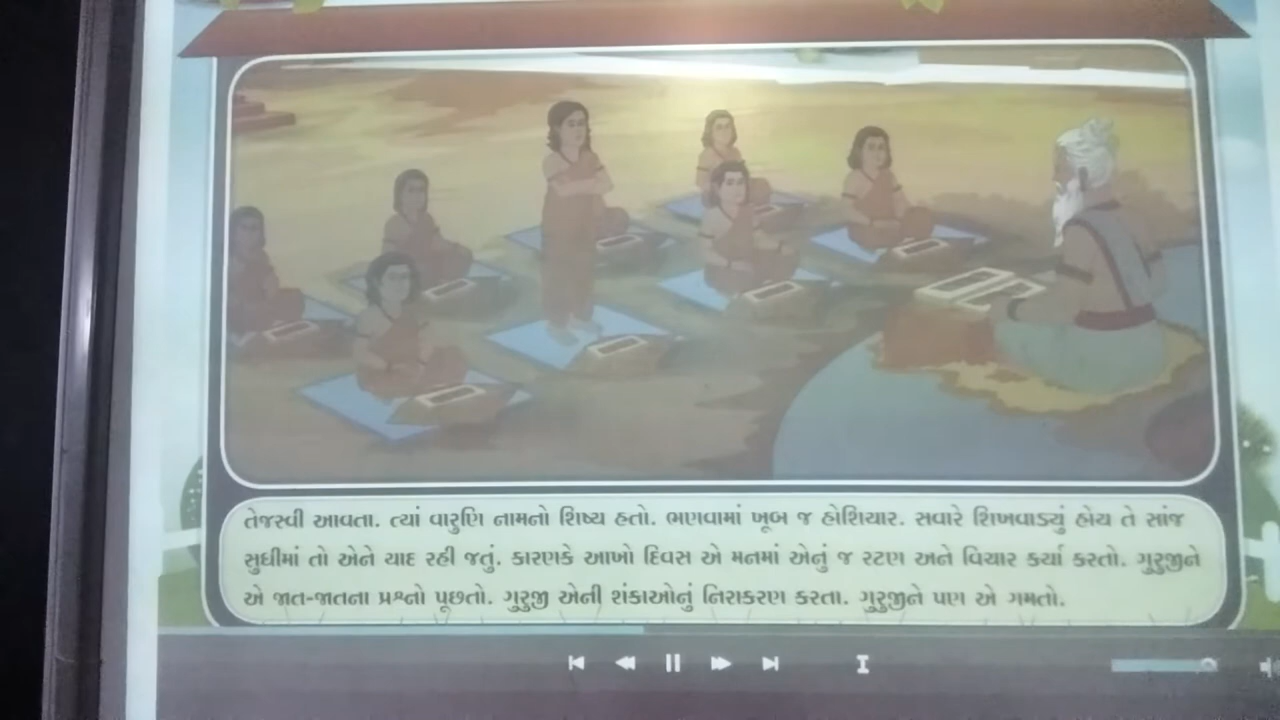 તેજસ્વી આવતા. ત્યાં વારુણિ નામનો શિષ્ય હતો. ભણવામાં ખૂબ જ હોશિયાર. સવારે શિખવાડ્યું હોય તે સાંજ
સુધીમાં તો એને યાદ રહી જતું. કારણકે આખો દિવસ એ મનમાં એનું જ રટણ અને વિચાર કર્યા કરતો. ગુરુજીને
એ જાત-જાતના પ્રશ્નો પૂછતો. ગુરુજી એની શંકાઓનું નિરાકરણ કરતા. ગુરુજીને પણ એ ગમતો.